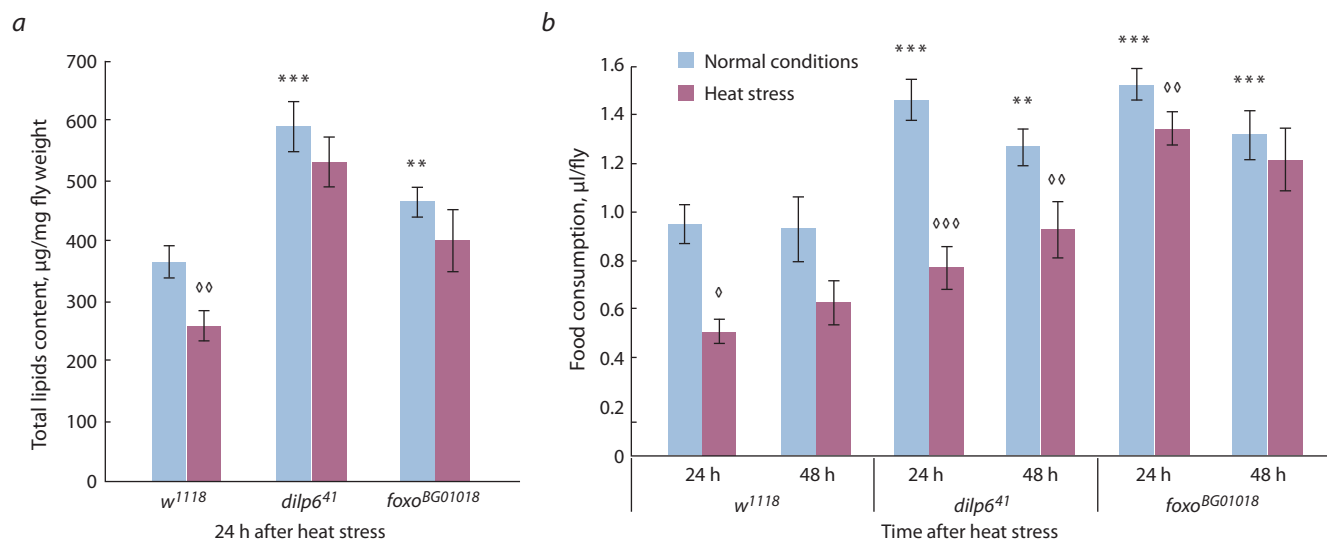 a
Total lipids content, µg/mg fly weight
700
600
500
400
300
200
100
0
***
**
◊◊
w1118
dilp641
foxoBG01018
24 h after heat stress
b
Food consumption, µl/fly
1.6
1.4
1.2
1.0
0.8
0.6
0.4
0.2
0
Normal conditions
Heat stress
◊
***
◊◊◊
**
◊◊
***
◊◊
***
24 h 48 h 24 h 48 h 24 h 48 h
w1118 dilp641 foxoBG01018
Time after heat stress